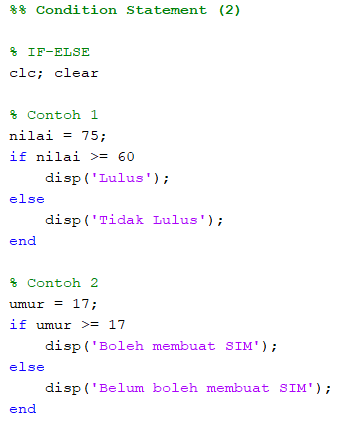 %% Condition Statement (2)
% IF-ELSE
clc; clear
% Contoh 1
nilai = 75;
if nilai >= 60
    disp('Lulus');
else
    disp('Tidak Lulus');
end
% Contoh 2
umur = 17;
if umur >= 17
    disp('Boleh membuat SIM');
else
    disp('Belum boleh membuat SIM');
end